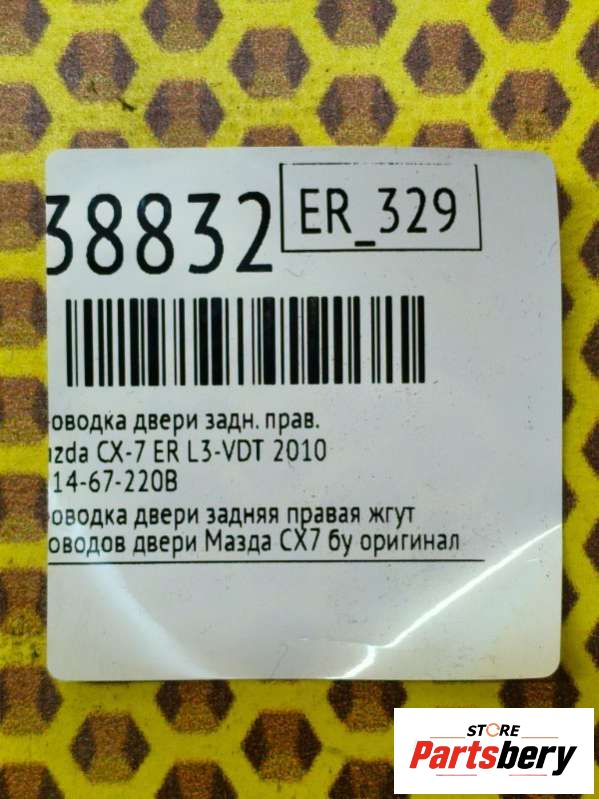 38832
ER_329
оводка двери задн. прав.
zda CX-7 ER L3-VDT 2010
14-67-220B
оводка двери задняя правая жгут
оводов двери Мазда CX7 бу оригинал
STORE
Partsbery